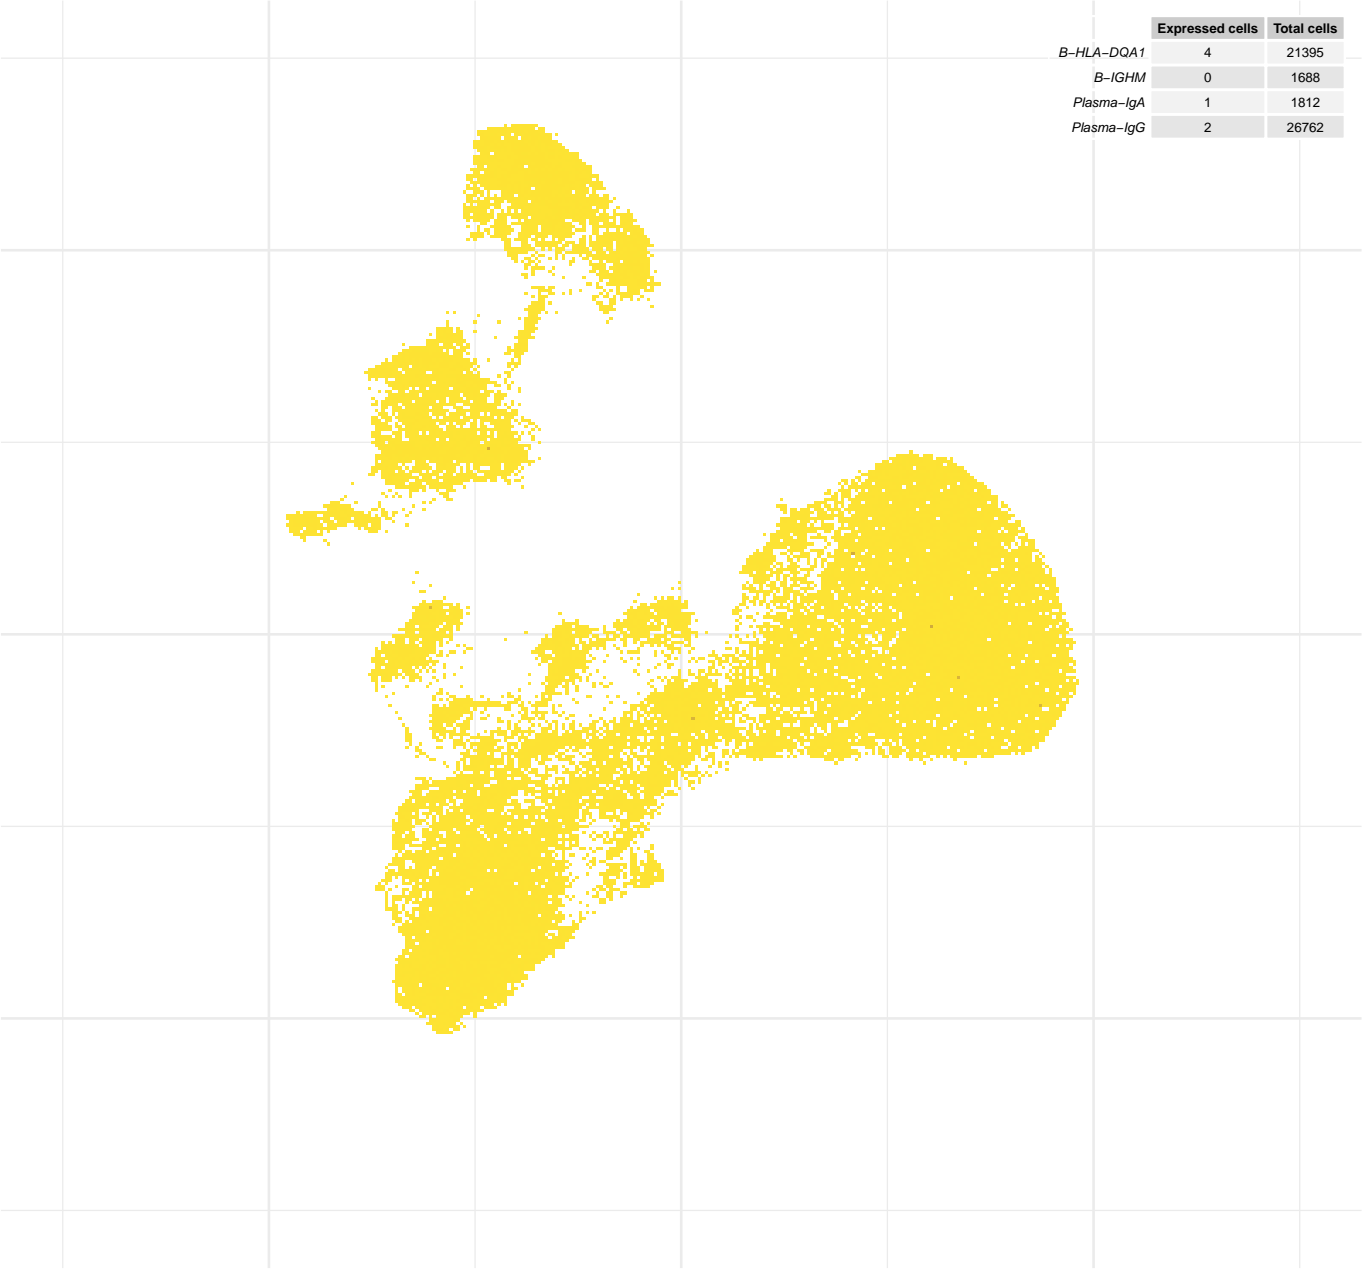 Expressed cells Total cells
B−HLA−DQA1 4 21395
B−IGHM 0 1688
Plasma−IgA 1 1812
Plasma−IgG 2 26762